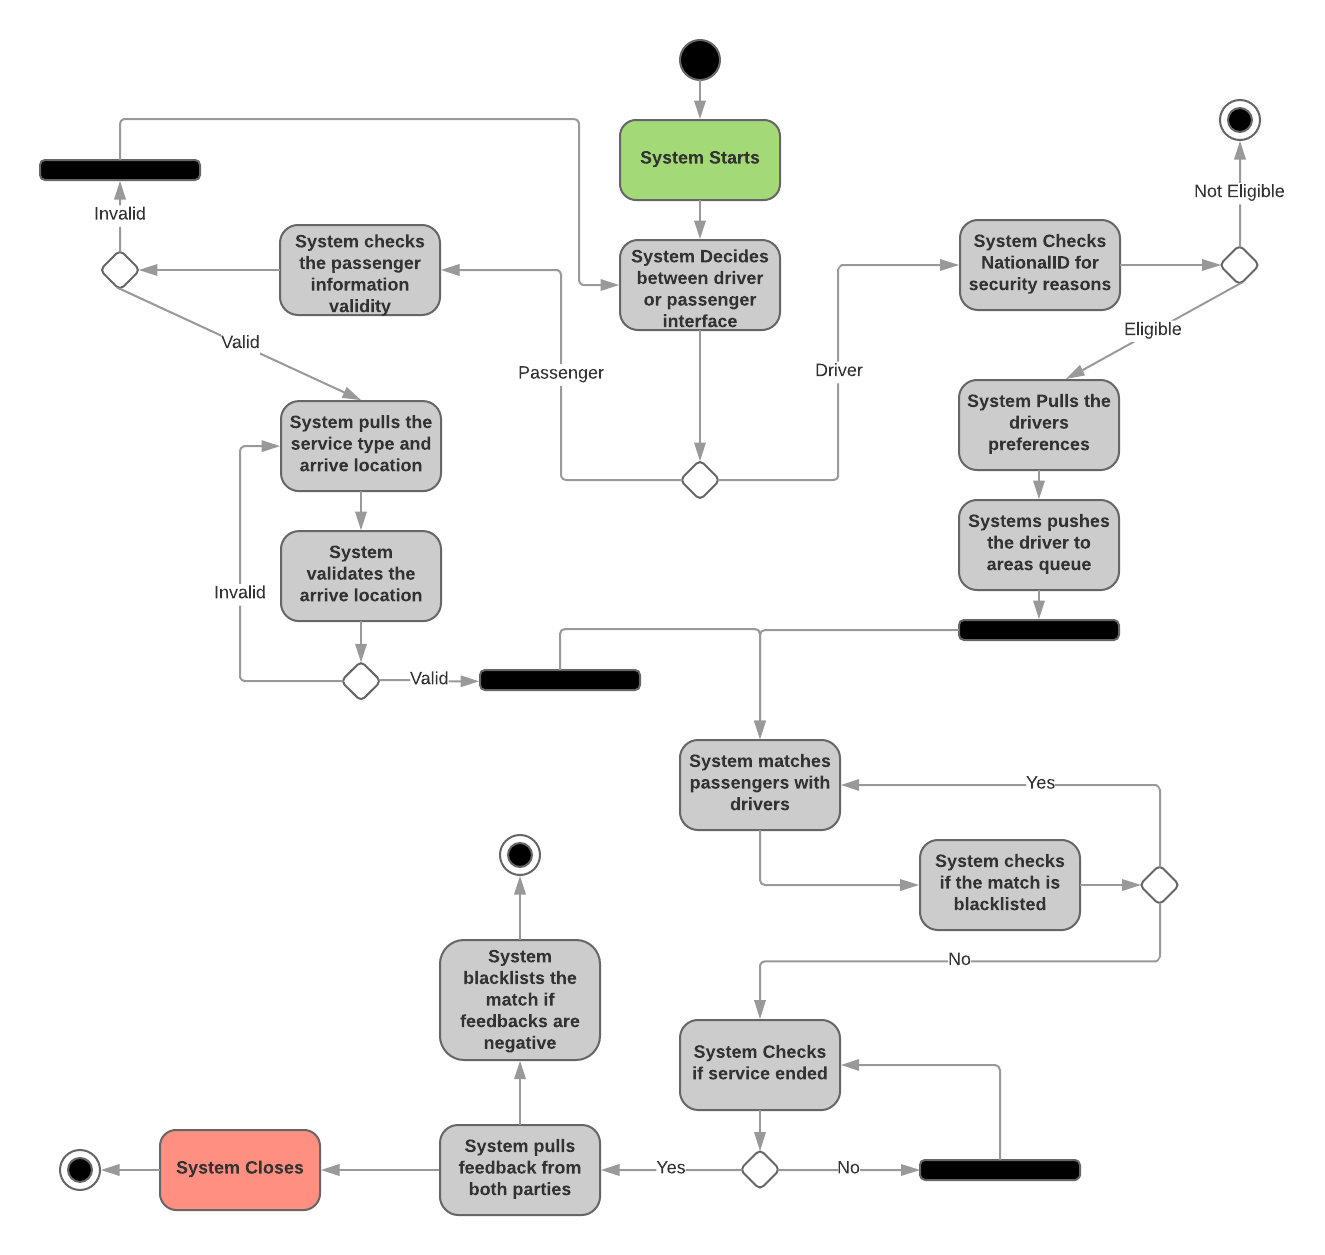 System Starts
Not Eligible
Invalid
System checks
the passenger
information
validity
System Decides
between driver
or passenger
interface
System Checks
NationalID for
security reasons
Valid
Eligible
Passenger
Driver
System pulls the
service type and
arrive location
System Pulls the
drivers
preferences
System
validates the
arrive location
Systems pushes
the driver to
areas queue
Invalid
Valid
System matches
passengers with
drivers
Yes
System checks
if the match is
blacklisted
No
System
blacklists the
match if
feedbacks are
negative
System Checks
if service ended
System Closes
System pulls
feedback from
both parties
Yes
No